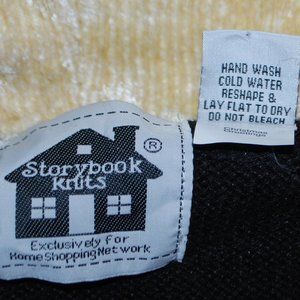 Storybook
Knits
®
Exclusively for
Home Shopping Network
HAND WASH
COLD WATER
RESHAPE &
LAY FLAT TO DRY
DO NOT BLEACH